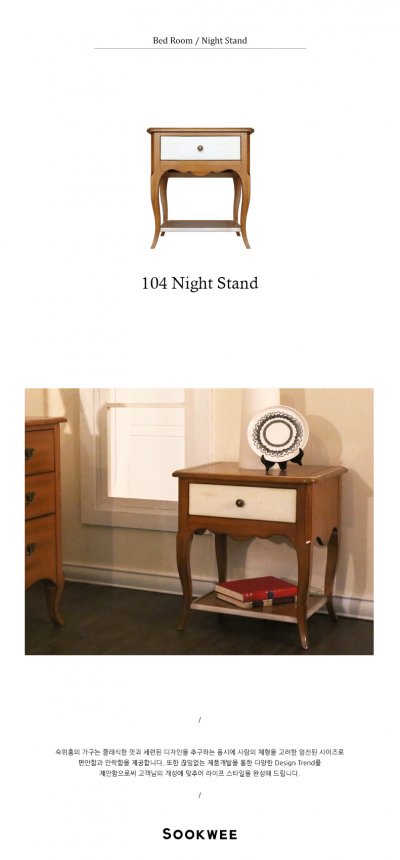 Bed Room / Night Stand
104 Night Stand
/
숙위홈의 가구는 클래식한 멋과 세련된 디자인을 추구하는 동시에 사람의 체형을 고려한 엄선된 사이즈로
편안함과 안락함을 제공합니다. 또한 끊임없는 제품개발을 통한 다양한 Design Trend를
제안함으로써 고객님의 개성에 맞추어 라이프 스타일을 완성해 드립니다.
/
SOOKWEE